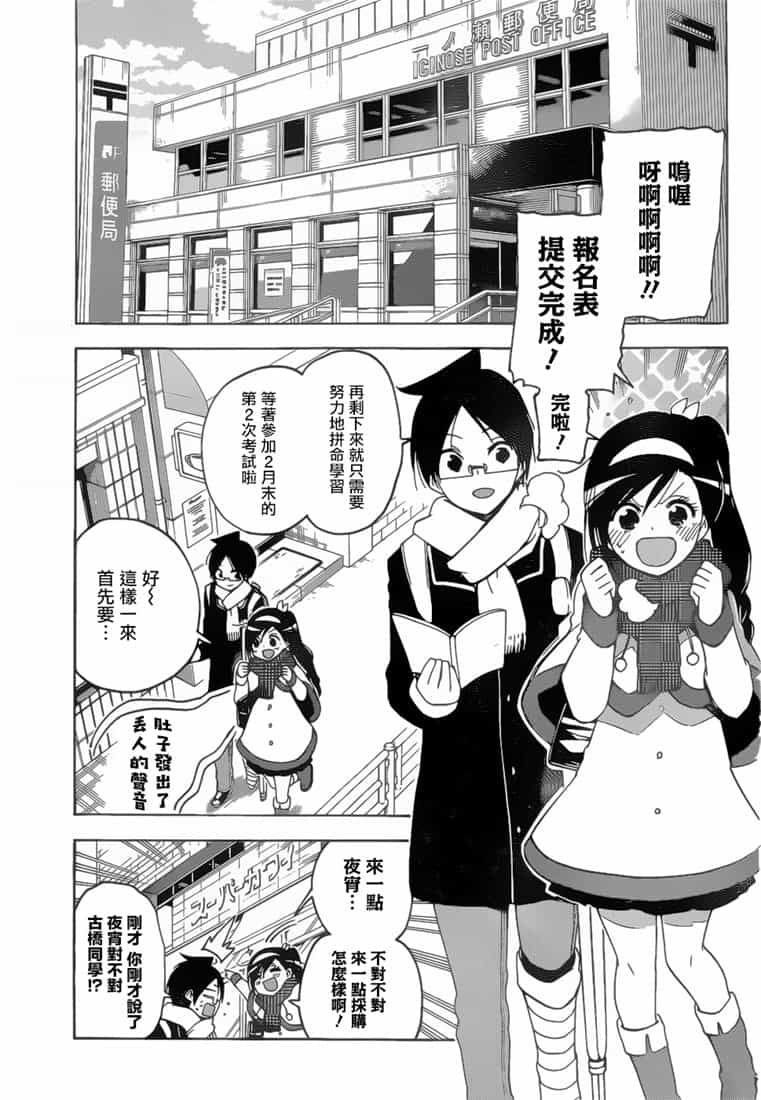 一ノ瀬郵便局
ICINOSE POST OFFICE
郵便局
嗚喔
呀啊啊啊啊!!
報名表
提交完成！
完啦！
再剩下來就只需要
努力地拼命學習
等著參加2月末的
第2次考試啦
好～
這樣一來
首先要…
肚子發出了
丟人的聲音
來一點
夜宵…
不對不對
來一點採購
怎麼樣啊！
スーパーカワイ
剛才 你剛才說了
夜宵對不對
古橋同學!?